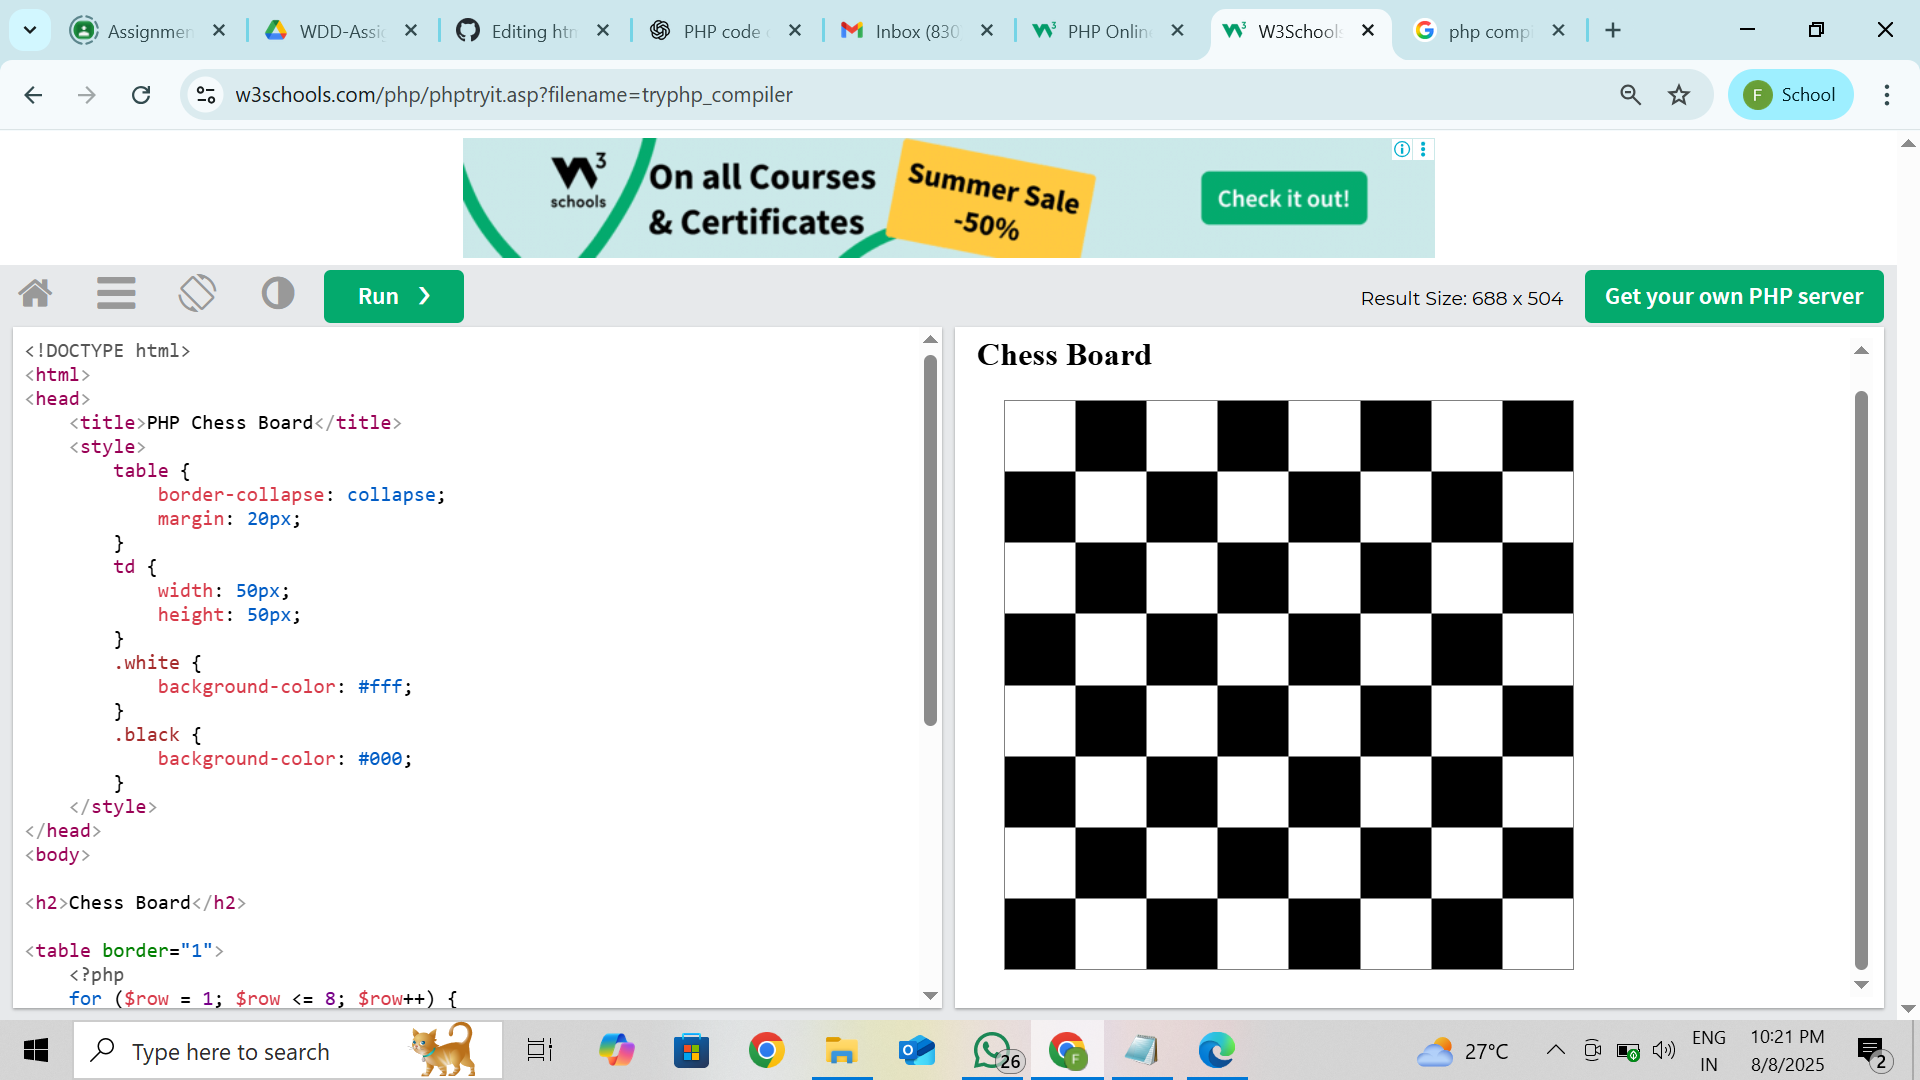 Assignmen
WDD-Assig
Editing htm
PHP code
Inbox (830
PHP Onlin
W3Schools
php comp
w3schools.com/php/phptryit.asp?filename=tryphp_compiler
F School
W3
schools
On all Courses
& Certificates
Summer Sale
-50%
Check it out!
Run ❯
Result Size: 688 x 504
Get your own PHP server
<!DOCTYPE html>
<html>
<head>
    <title>PHP Chess Board</title>
    <style>
        table {
            border-collapse: collapse;
            margin: 20px;
        }
        td {
            width: 50px;
            height: 50px;
        }
        .white {
            background-color: #fff;
        }
        .black {
            background-color: #000;
        }
    </style>
</head>
<body>
<h2>Chess Board</h2>
<table border="1">
    <?php
    for ($row = 1; $row <= 8; $row++) {
Chess Board
Type here to search
26
F
27°C
ENG
IN
10:21 PM
8/8/2025
2